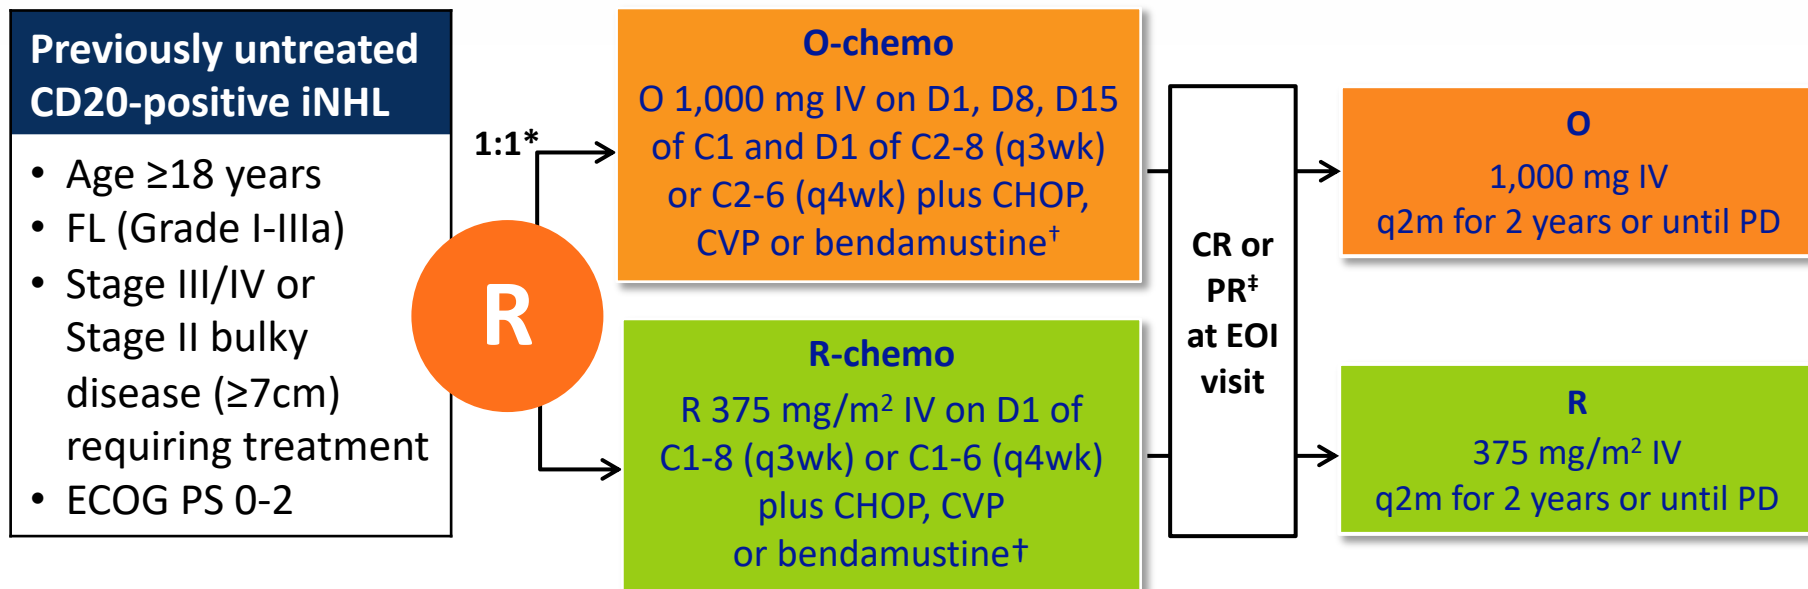 Previously untreated
CD20-positive iNHL
• Age ≥18 years
• FL (Grade I-IIIa)
• Stage III/IV or
Stage II bulky
disease (≥7cm)
requiring treatment
• ECOG PS 0-2
1:1*
R
O-chemo
O 1,000 mg IV on D1, D8, D15
of C1 and D1 of C2-8 (q3wk)
or C2-6 (q4wk) plus CHOP,
CVP or bendamustine†
R-chemo
R 375 mg/m² IV on D1 of
C1-8 (q3wk) or C1-6 (q4wk)
plus CHOP, CVP
or bendamustine†
CR or
PR‡
at EOI
visit
O
1,000 mg IV
q2m for 2 years or until PD
R
375 mg/m² IV
q2m for 2 years or until PD